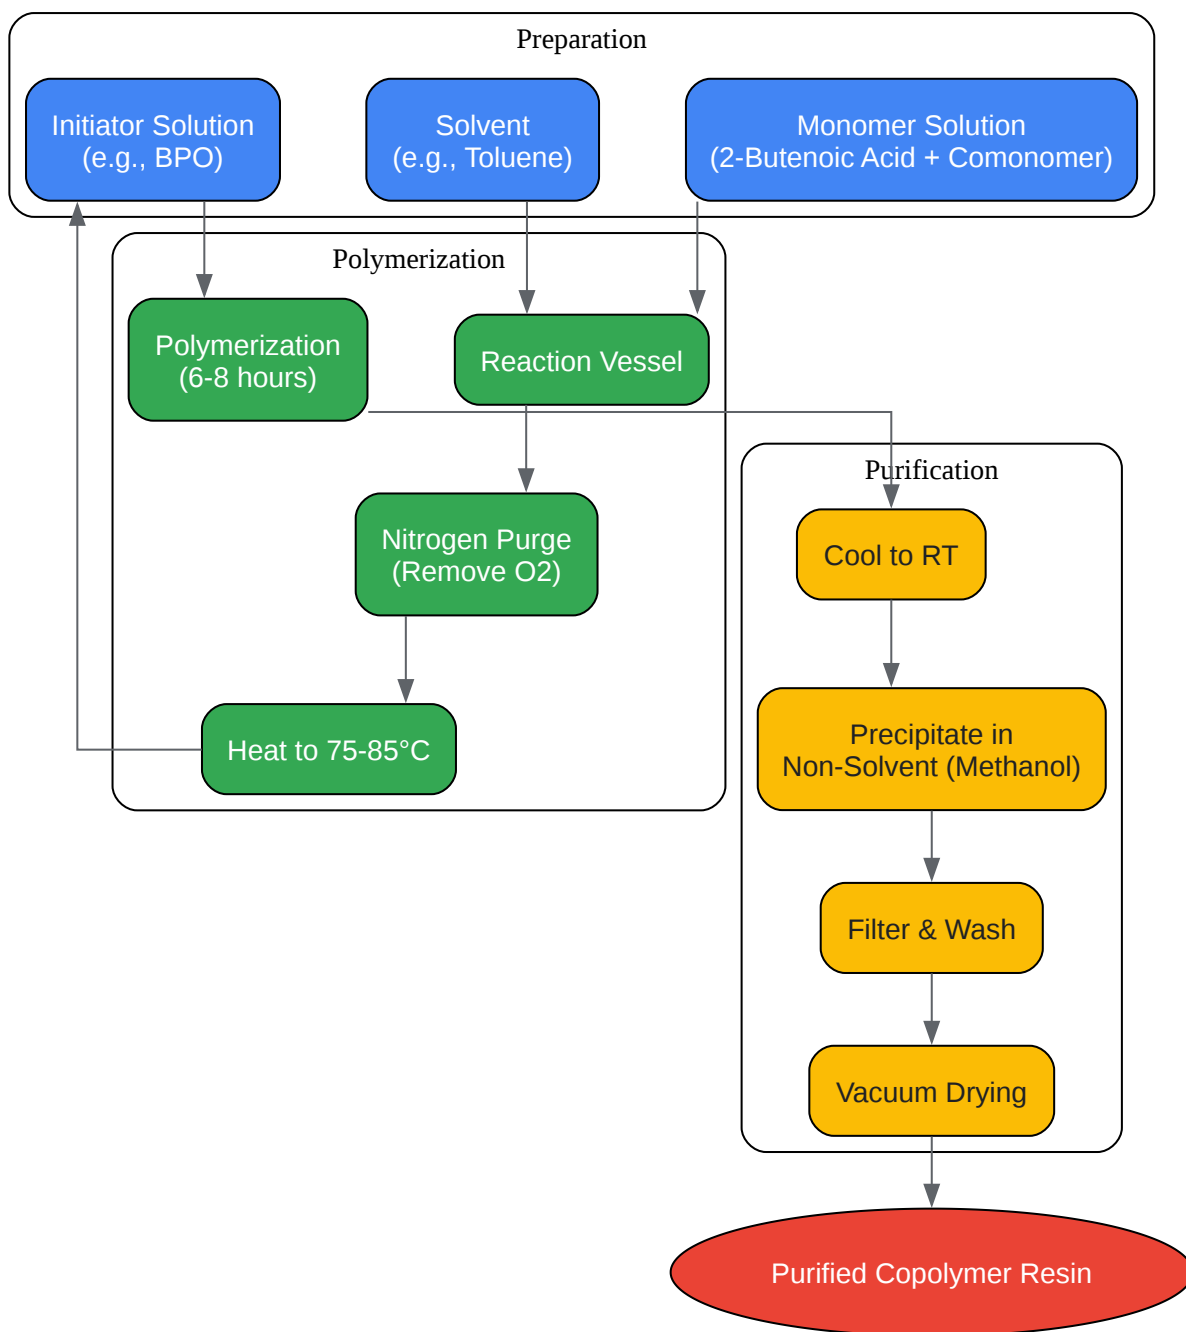 Preparation
Initiator Solution
(e.g., BPO)
Solvent
(e.g., Toluene)
Monomer Solution
(2-Butenoic Acid + Comonomer)
Polymerization
Polymerization
(6-8 hours)
Reaction Vessel
Nitrogen Purge
(Remove O2)
Heat to 75-85°C
Purification
Cool to RT
Precipitate in
Non-Solvent (Methanol)
Filter & Wash
Vacuum Drying
Purified Copolymer Resin